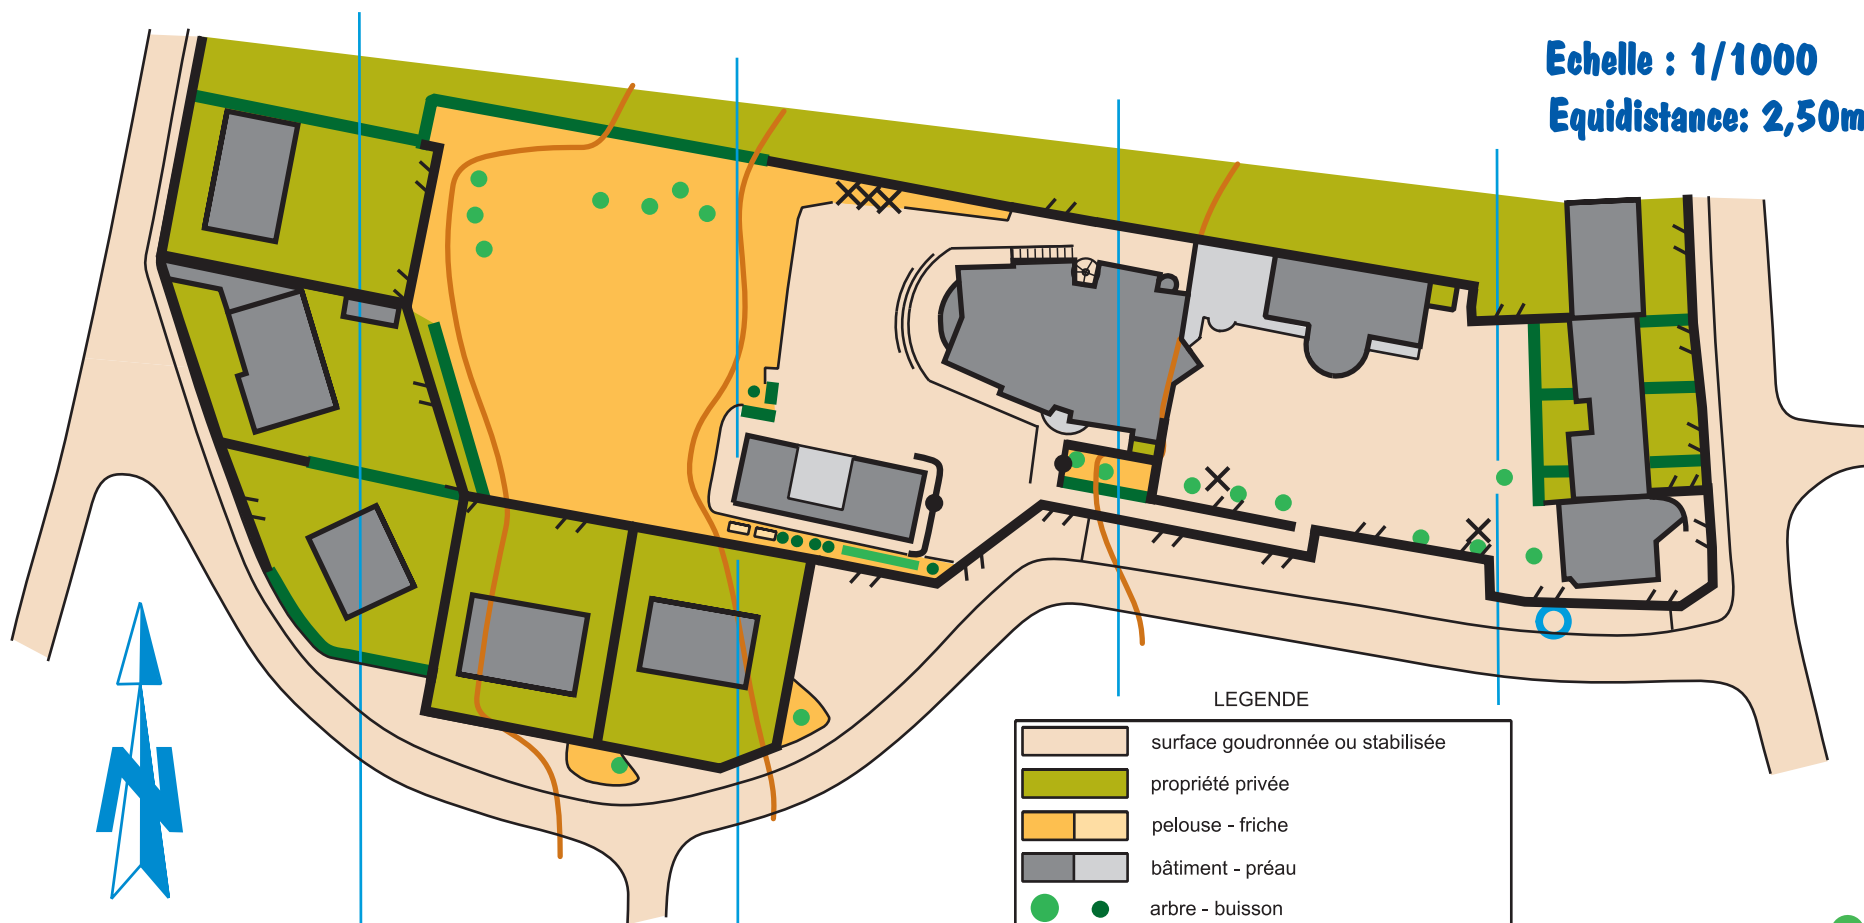 Echelle : 1/1000
Equidistance: 2,50m
N
LEGENDE
surface goudronnée ou stabilisée
propriété privée
pelouse - friche
bâtiment - préau
arbre - buisson